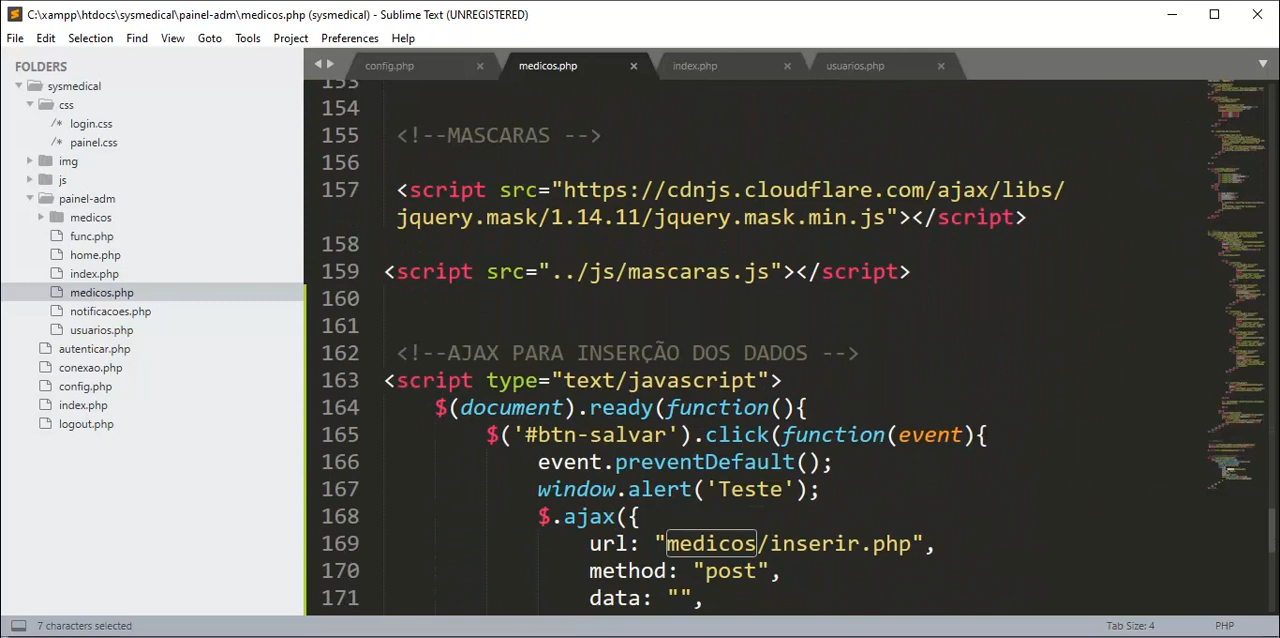 C:\xampp\htdocs\sysmedical\painel-adm\medicos.php (sysmedical) - Sublime Text (UNREGISTERED)
File Edit Selection Find View Goto Tools Project Preferences Help
FOLDERS
sysmedical
css
/* login.css
/* painel.css
img
js
painel-adm
medicos
func.php
home.php
index.php
medicos.php
notificacoes.php
usuarios.php
autenticar.php
conexao.php
config.php
index.php
logout.php
config.php medicos.php index.php usuarios.php
153
154
155 <!--MASCARAS -->
156
157 <script src="https://cdnjs.cloudflare.com/ajax/libs/
jquery.mask/1.14.11/jquery.mask.min.js"></script>
158
159 <script src="../js/mascaras.js"></script>
160
161
162 <!--AJAX PARA INSERÇÃO DOS DADOS -->
163 <script type="text/javascript">
164 $(document).ready(function(){
165 $('#btn-salvar').click(function(event){
166 event.preventDefault();
167 window.alert('Teste');
168 $.ajax({
169 url: "medicos/inserir.php",
170 method: "post",
171 data: "",
7 characters selected
Tab Size: 4
PHP